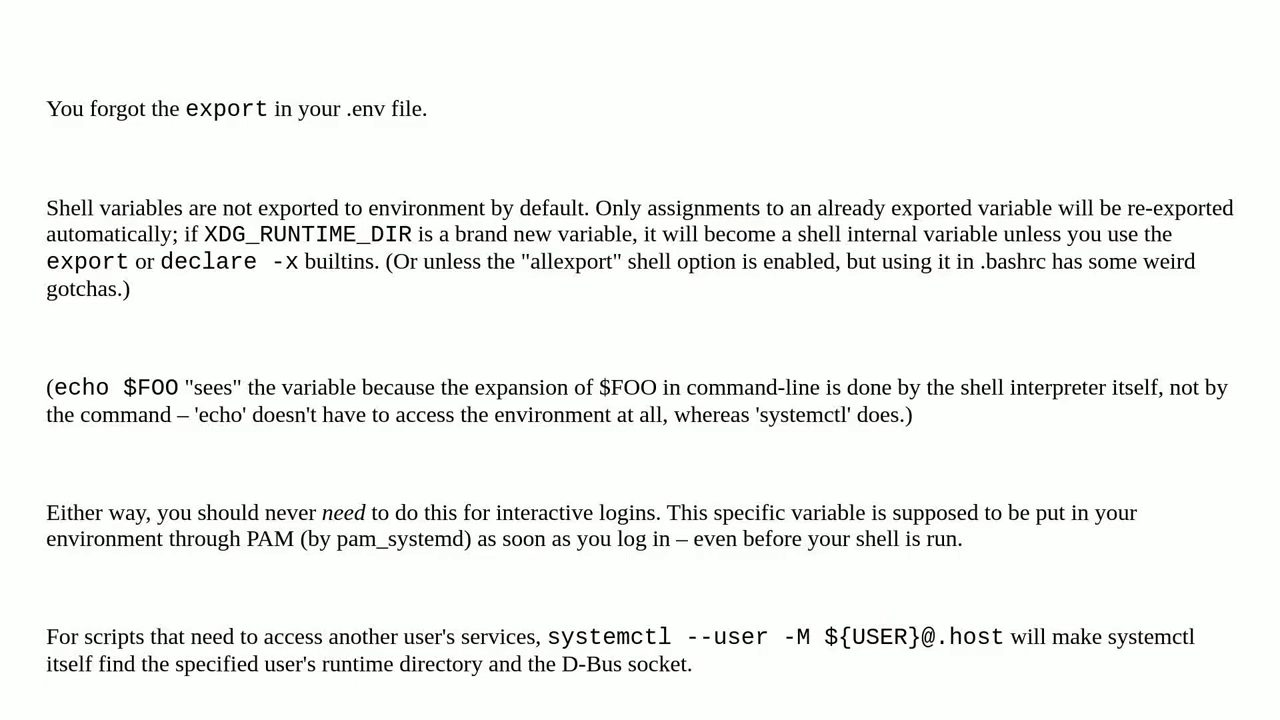 You forgot the export in your .env file.
Shell variables are not exported to environment by default. Only assignments to an already exported variable will be re-exported
automatically; if XDG_RUNTIME_DIR is a brand new variable, it will become a shell internal variable unless you use the
export or declare -x builtins. (Or unless the "allexport" shell option is enabled, but using it in .bashrc has some weird
gotchas.)
(echo $FOO "sees" the variable because the expansion of $FOO in command-line is done by the shell interpreter itself, not by
the command – 'echo' doesn't have to access the environment at all, whereas 'systemctl' does.)
Either way, you should never need to do this for interactive logins. This specific variable is supposed to be put in your
environment through PAM (by pam_systemd) as soon as you log in – even before your shell is run.
For scripts that need to access another user's services, systemctl --user -M ${USER}@.host will make systemctl
itself find the specified user's runtime directory and the D-Bus socket.